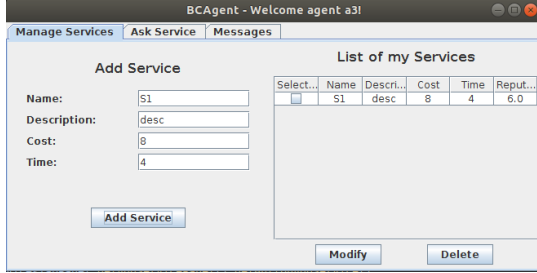 BCAgent - Welcome agent a3!
Manage Services Ask Service Messages
Add Service
Name: S1
Description: desc
Cost: 8
Time: 4
Add Service
List of my Services
Select... Name Descri... Cost Time Reput...
S1 desc 8 4 6.0
Modify Delete